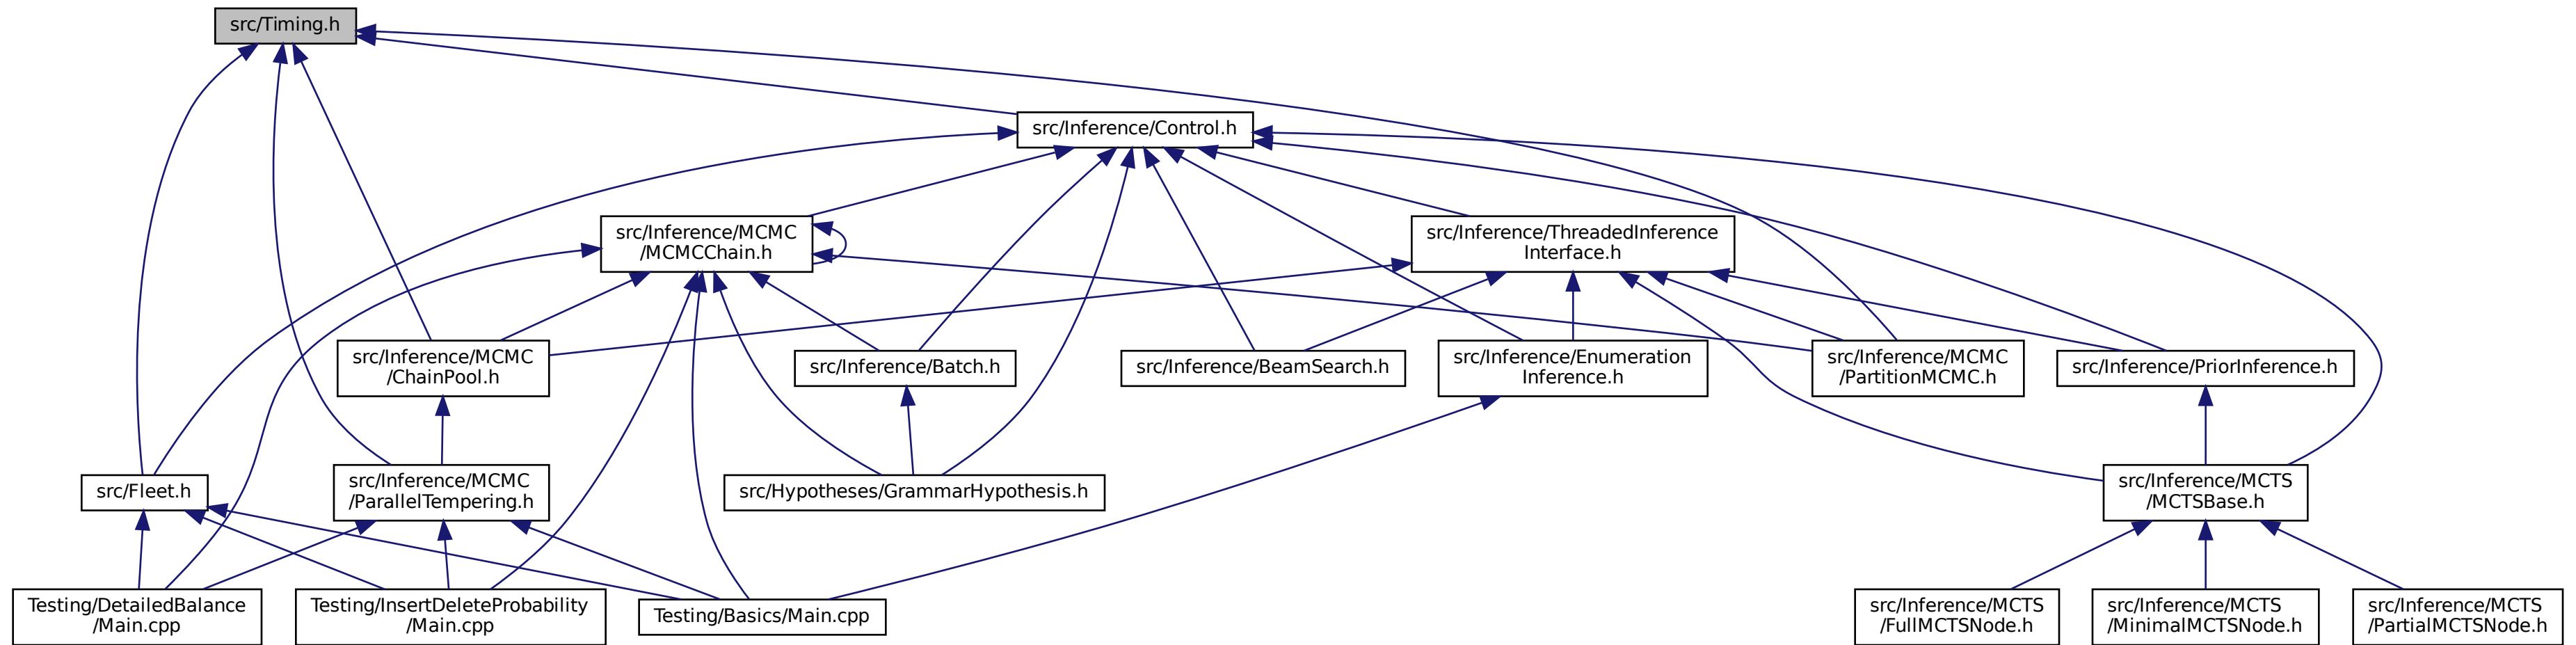 src/Timing.h
src/Inference/Control.h
src/Inference/MCMC
/MCMCChain.h
src/Inference/ThreadedInference
Interface.h
src/Inference/MCMC
/ChainPool.h
src/Inference/Batch.h
src/Inference/BeamSearch.h
src/Inference/Enumeration
Inference.h
src/Inference/MCMC
/PartitionMCMC.h
src/Inference/PriorInference.h
src/Fleet.h
src/Inference/MCMC
/ParallelTempering.h
src/Hypotheses/GrammarHypothesis.h
src/Inference/MCTS
/MCTSBase.h
Testing/DetailedBalance
/Main.cpp
Testing/InsertDeleteProbability
/Main.cpp
Testing/Basics/Main.cpp
src/Inference/MCTS
/FullMCTSNode.h
src/Inference/MCTS
/MinimalMCTSNode.h
src/Inference/MCTS
/PartialMCTSNode.h